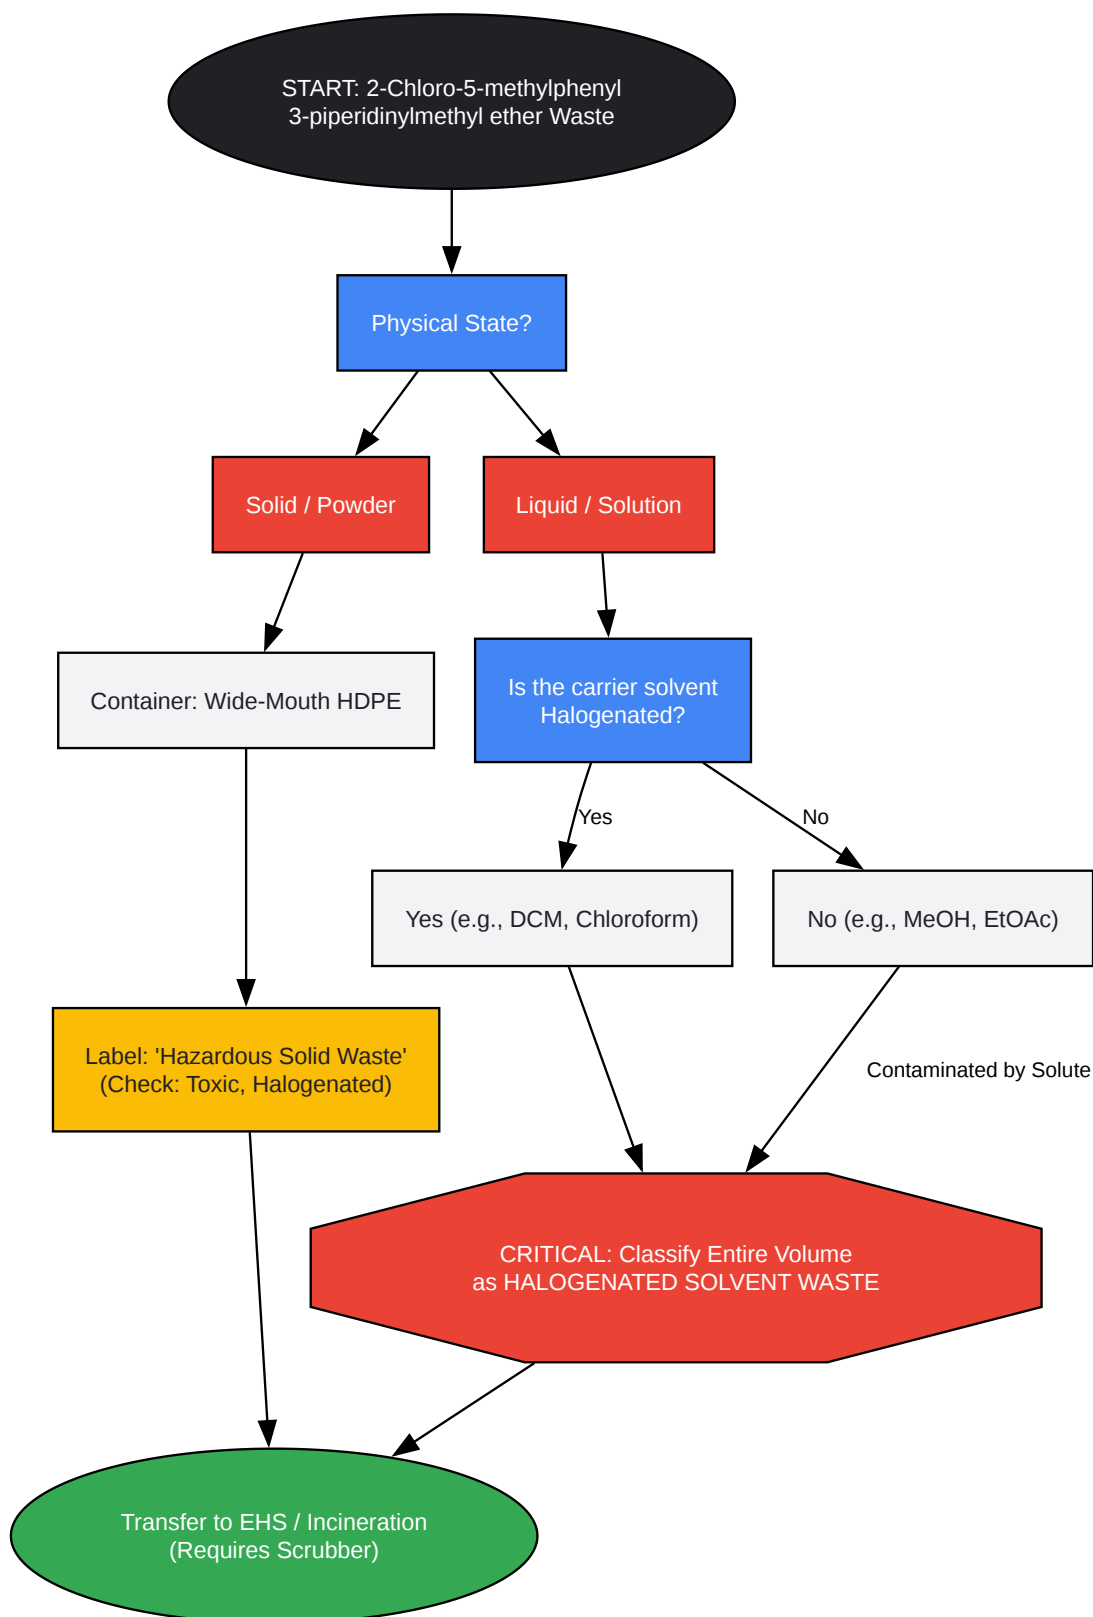 START: 2-Chloro-5-methylphenyl
3-piperidinylmethyl ether Waste
Physical State?
Solid / Powder
Liquid / Solution
Container: Wide-Mouth HDPE
Is the carrier solvent
Halogenated?
Yes
No
Yes (e.g., DCM, Chloroform)
No (e.g., MeOH, EtOAc)
Label: 'Hazardous Solid Waste'
(Check: Toxic, Halogenated)
Contaminated by Solute
CRITICAL: Classify Entire Volume
as HALOGENATED SOLVENT WASTE
Transfer to EHS / Incineration
(Requires Scrubber)